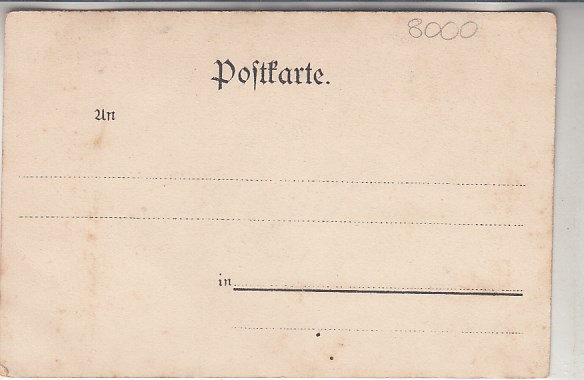 8000
Poſtkarte.
An
in